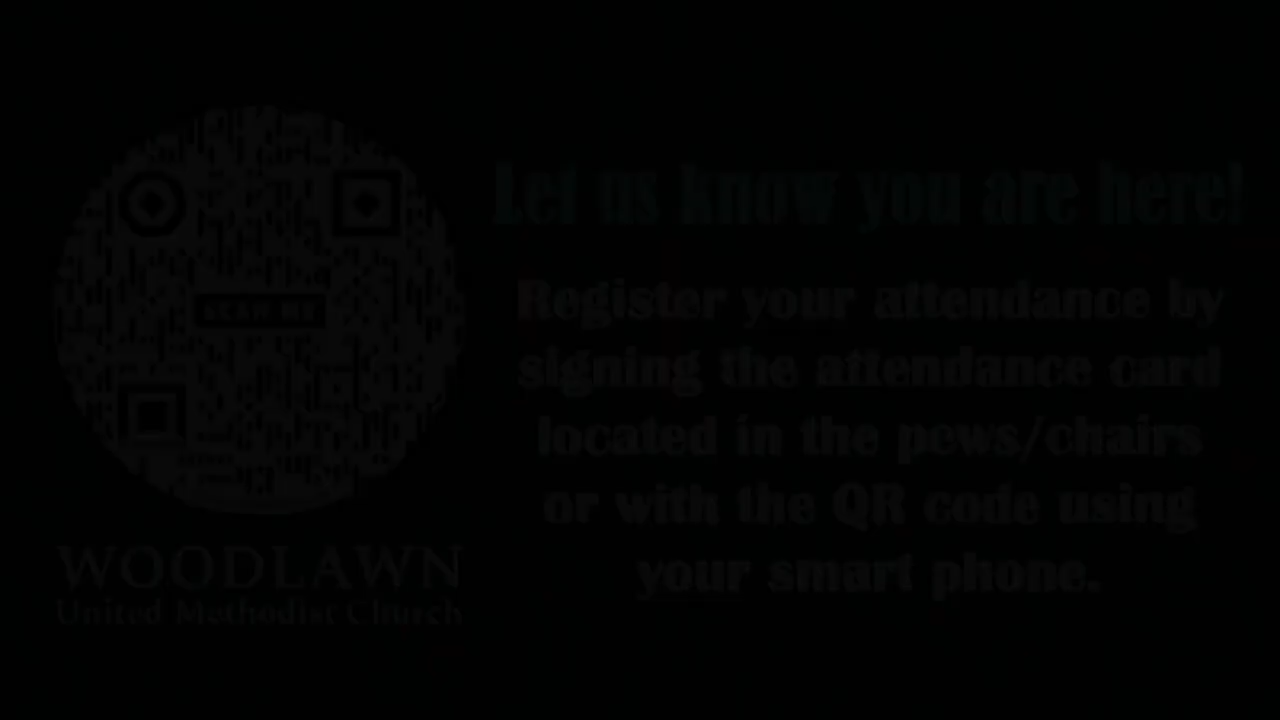 Let us know you are here!
Register your attendance by
signing the attendance card
located in the pews/chairs
or with the QR code using
your smart phone.
SCAN ME
WOODLAWN
United Methodist Church